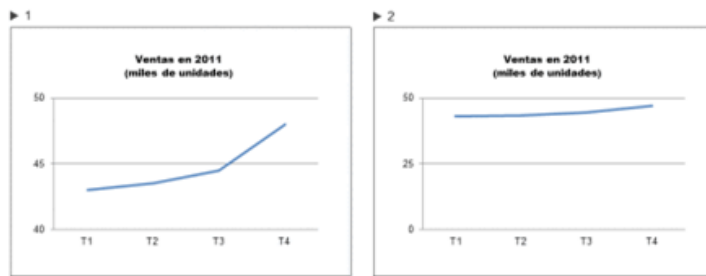 ▶ 1
Ventas en 2011
(miles de unidades)
50
45
40
T1 T2 T3 T4
▶ 2
Ventas en 2011
(miles de unidades)
50
25
0
T1 T2 T3 T4